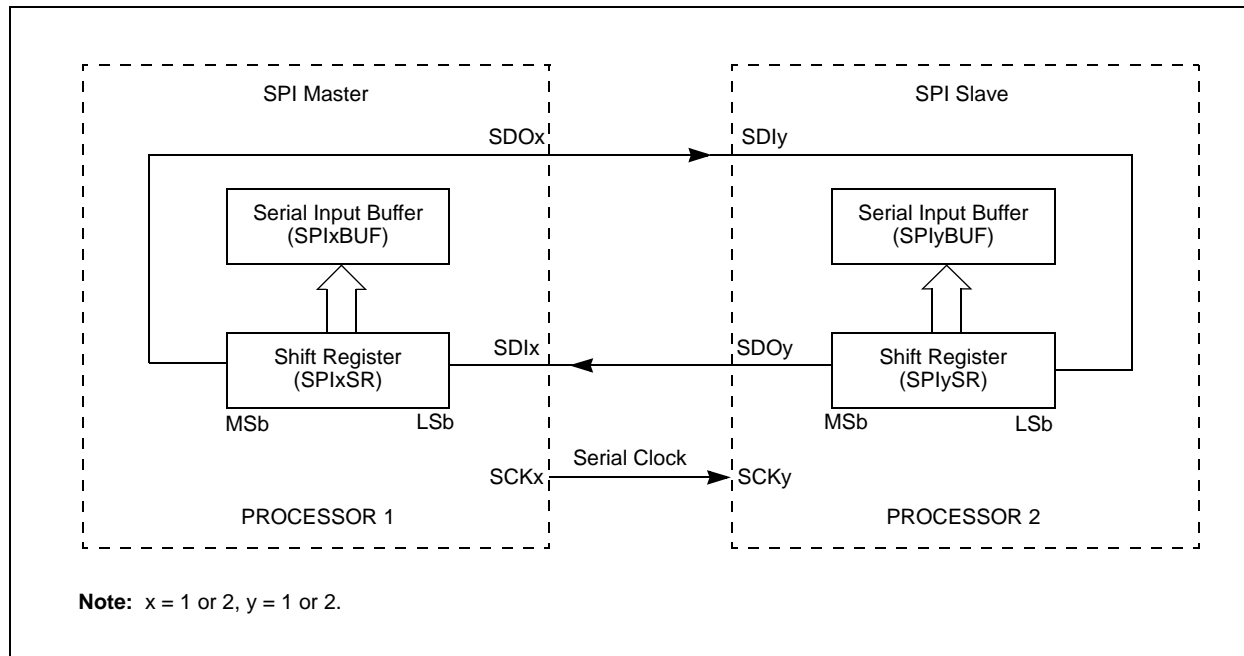 SPI Master
SPI Slave
SDOx
SDIy
Serial Input Buffer
(SPIxBUF)
Serial Input Buffer
(SPIyBUF)
SDIx
SDOy
Shift Register
(SPIxSR)
Shift Register
(SPIySR)
MSb
LSb
MSb
LSb
Serial Clock
SCKx
SCKy
PROCESSOR 1
PROCESSOR 2
Note: x = 1 or 2, y = 1 or 2.